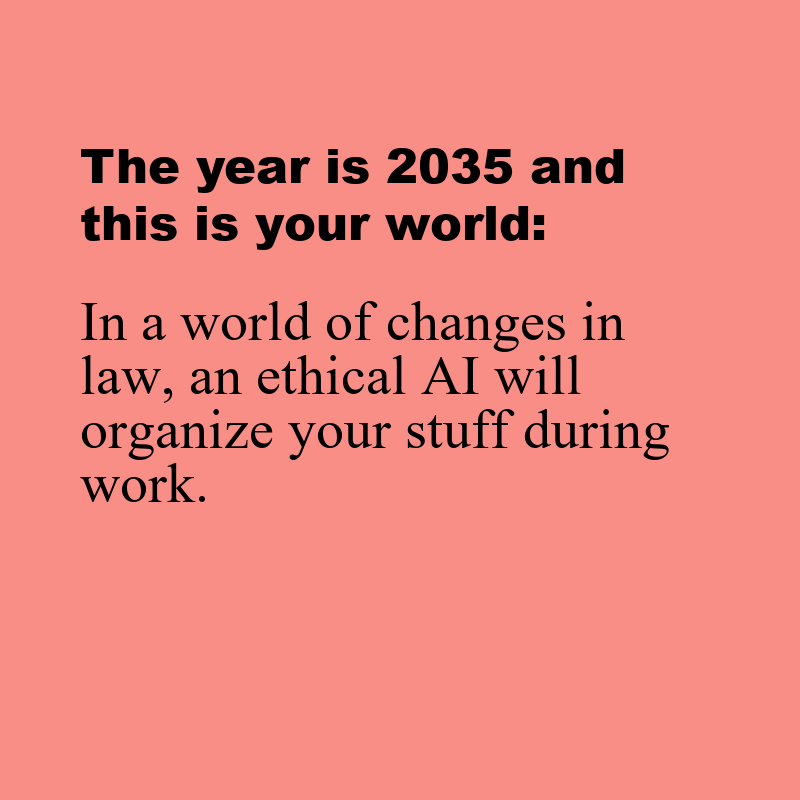 The year is 2035 and
this is your world:
In a world of changes in
law, an ethical AI will
organize your stuff during
work.